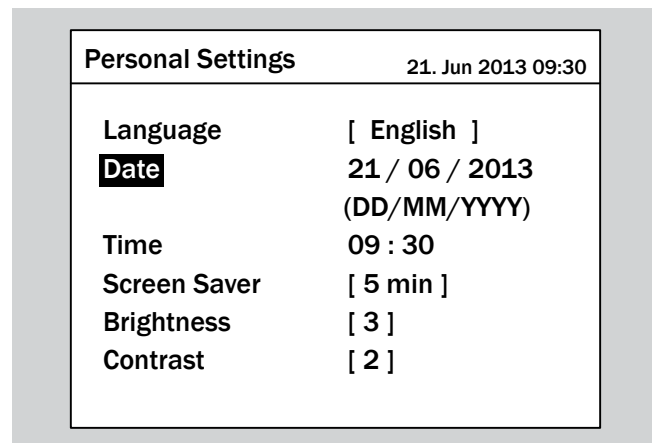 Personal Settings 21. Jun 2013 09:30
Language [ English ]
Date 21 / 06 / 2013
(DD/MM/YYYY)
Time 09 : 30
Screen Saver [ 5 min ]
Brightness [ 3 ]
Contrast [ 2 ]